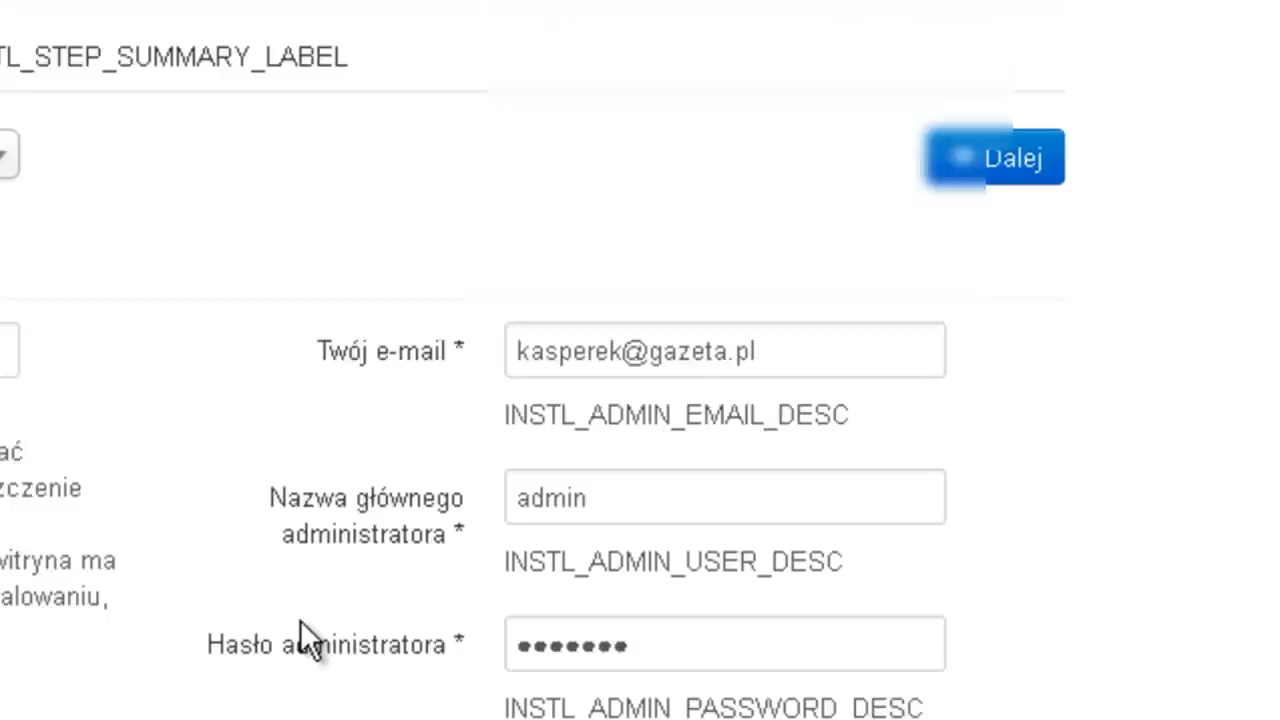 TL_STEP_SUMMARY_LABEL
Dalej
Twój e-mail *
kasperek@gazeta.pl
INSTL_ADMIN_EMAIL_DESC
ać
zczenie
Nazwa głównego
administratora *
admin
witryna ma
alowaniu,
INSTL_ADMIN_USER_DESC
Hasło administratora *
•••••••
INSTL_ADMIN_PASSWORD_DESC